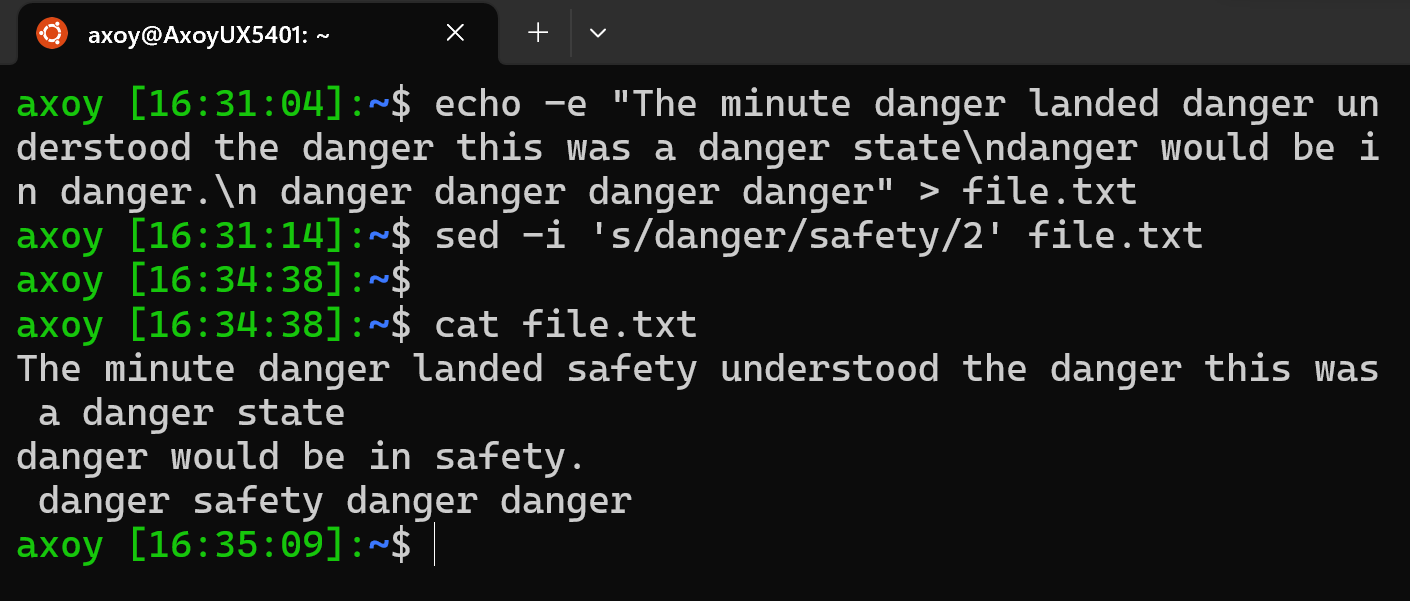 axoy@AxoyUX5401: ~
axoy [16:31:04]:~$ echo -e "The minute danger landed danger un
derstood the danger this was a danger state\ndanger would be i
n danger.\n danger danger danger danger" > file.txt
axoy [16:31:14]:~$ sed -i 's/danger/safety/2' file.txt
axoy [16:34:38]:~$
axoy [16:34:38]:~$ cat file.txt
The minute danger landed safety understood the danger this was
 a danger state
danger would be in safety.
 danger safety danger danger
axoy [16:35:09]:~$